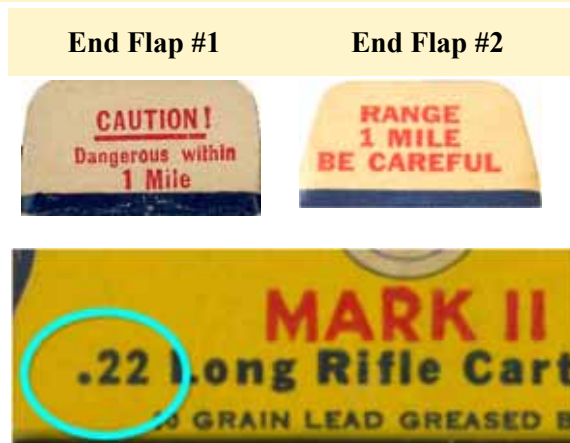 End Flap #1
End Flap #2
CAUTION!
Dangerous within
1 Mile
RANGE
1 MILE
BE CAREFUL
MARK II
.22 Long Rifle Cart
GRAIN LEAD GREASED B